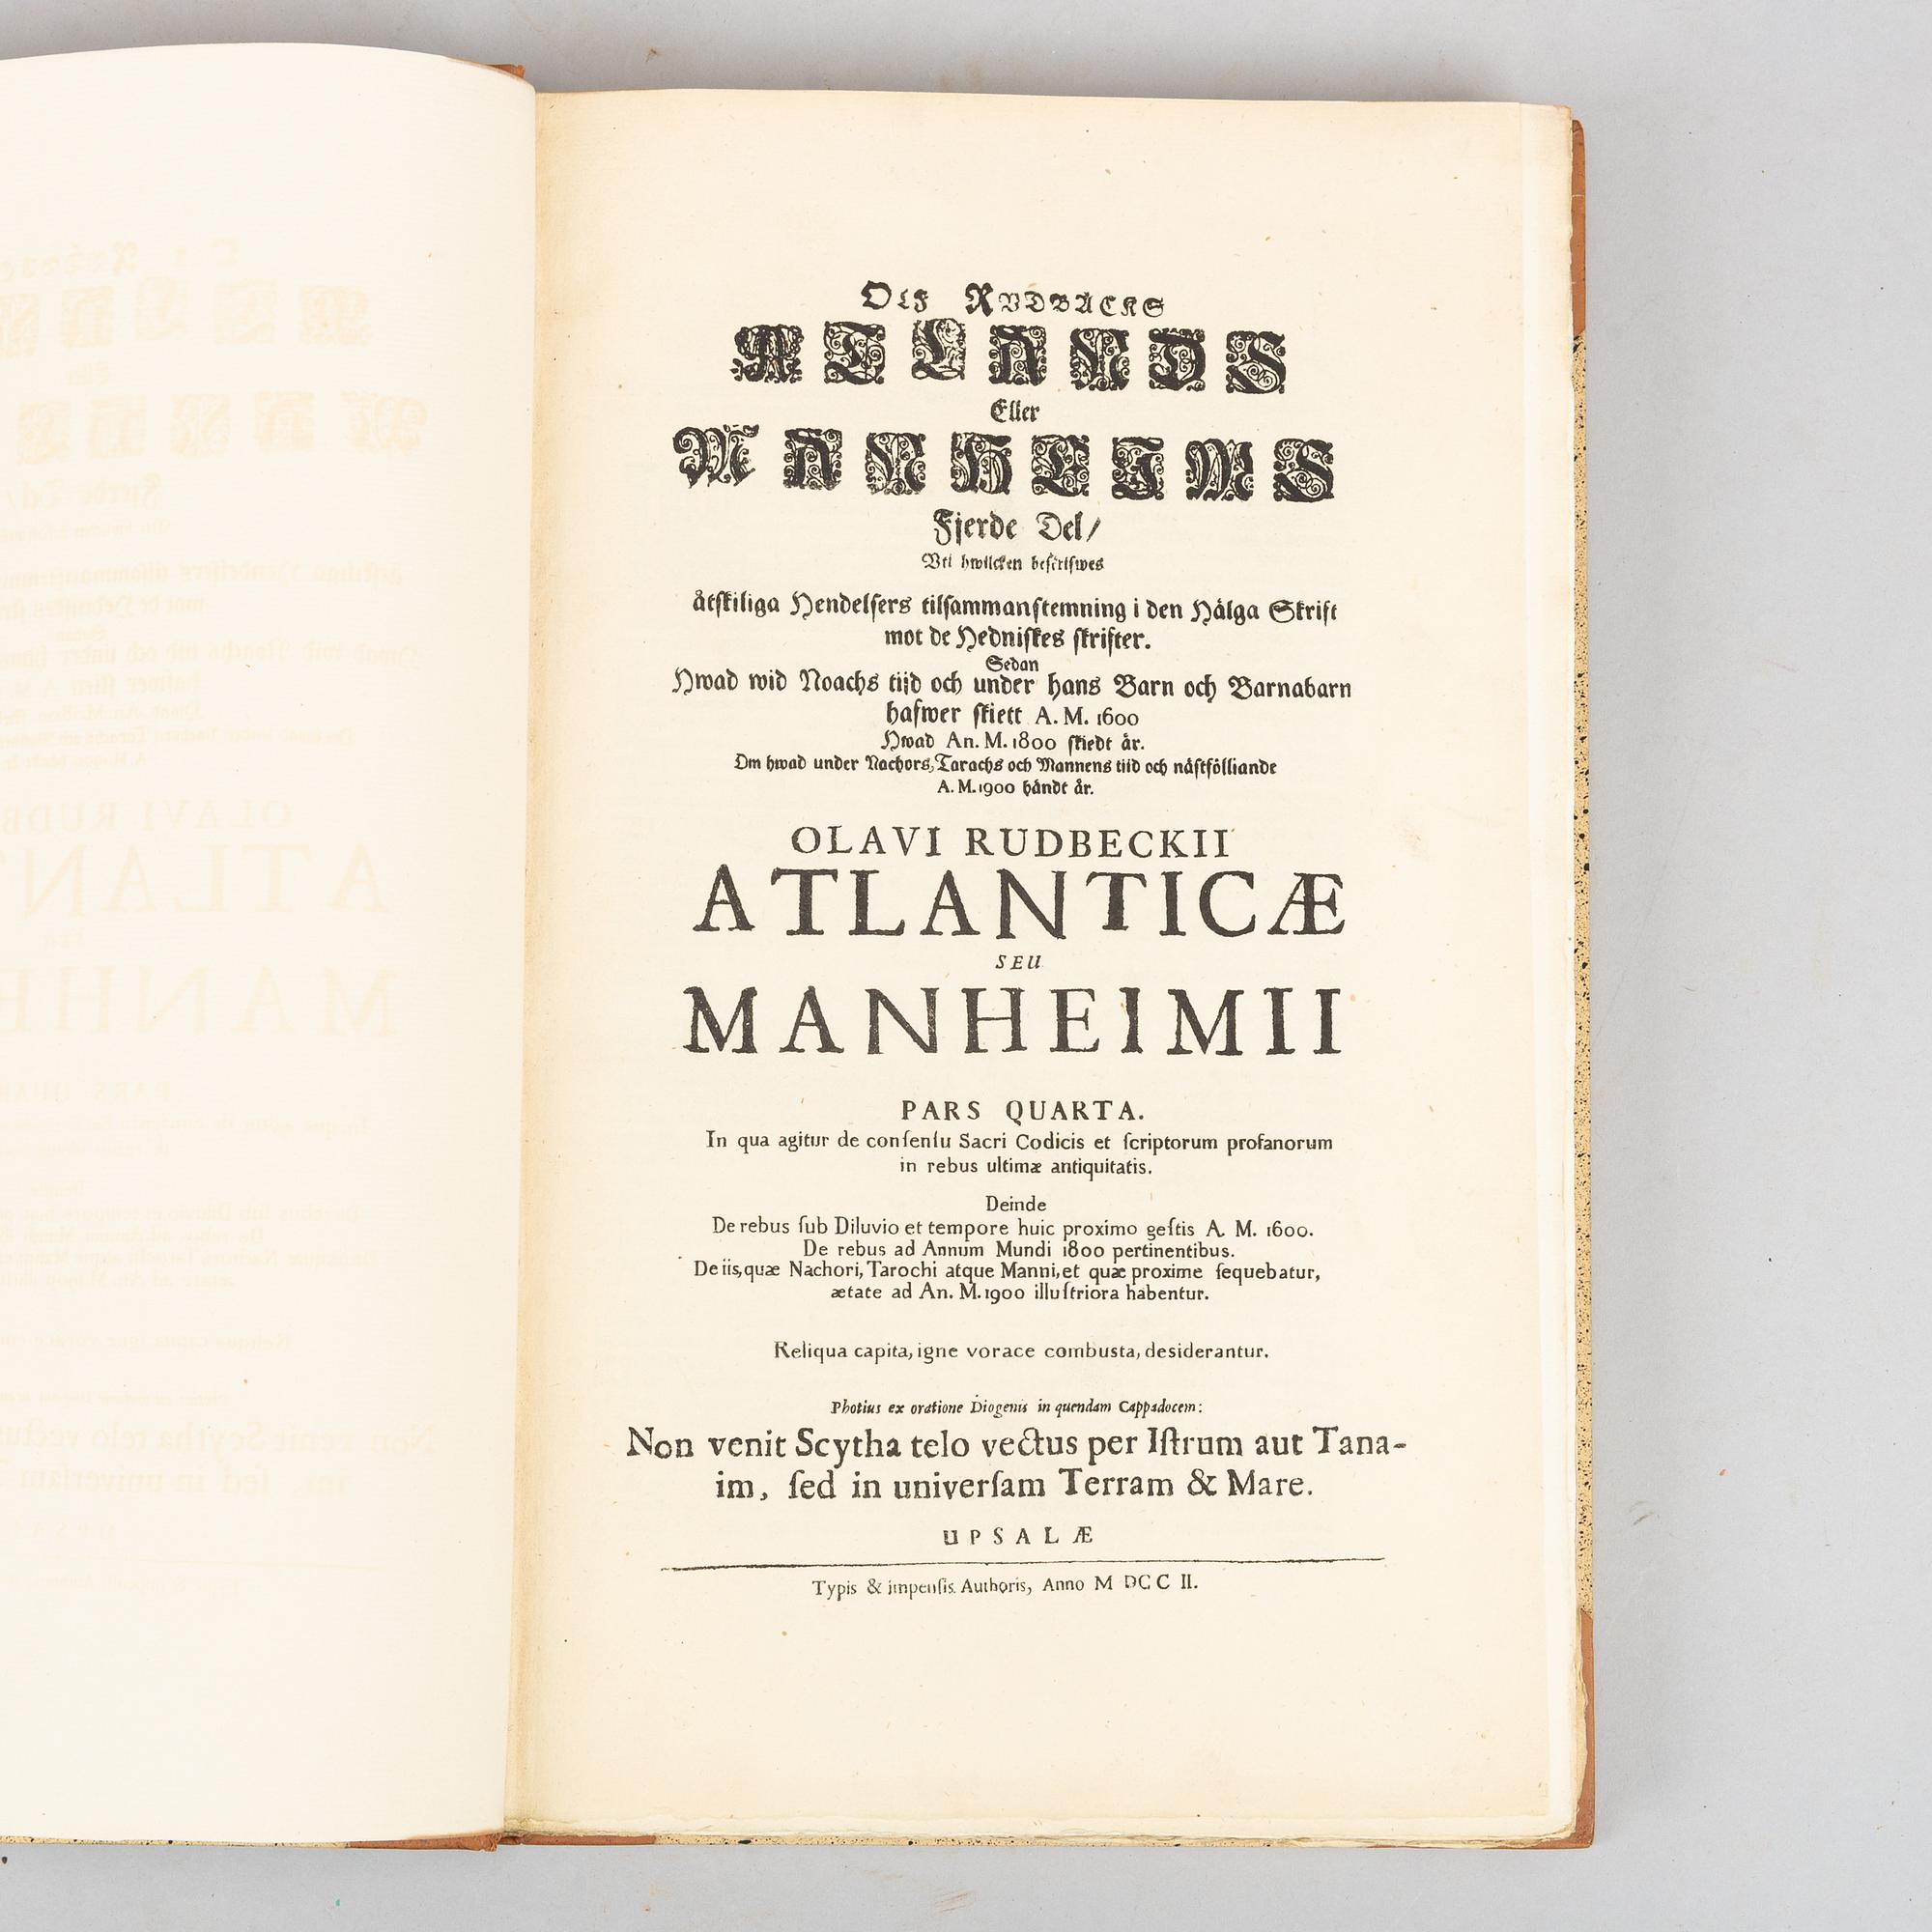 Olf Rudbäcks
ATLANDS
Eller
MANHEIMS
Fjerde Del/
Vti hwilcken beskrifwes
åtskiliga Hendelsers tilsammanstemning i den Hälga Skrift
mot de Hedniskes skrifter.
Sedan
Hwad wid Noachs tijd och under hans Barn och Barnabarn
hafwer skiett A. M. 1600
Hwad An. M. 1800 skiedt år.
Om hwad under Nachors, Tarachs och Mannens tiid och nästfölliande
A. M. 1900 håndt år.
OLAVI RUDBECKII
ATLANTICÆ
SEU
MANHEIMII
PARS QUARTA.
In qua agitur de conſenſu Sacri Codicis et ſcriptorum profanorum
in rebus ultimæ antiquitatis.
Deinde
De rebus ſub Diluvio et tempore huic proximo geſtis A. M. 1600.
De rebus ad Annum Mundi 1800 pertinentibus.
De iis, quæ Nachori, Tarochi atque Manni, et quæ proxime ſequebatur,
ætate ad An. M. 1900 illuſtriora habentur.
Reliqua capita, igne vorace combusta, desiderantur.
Photius ex oratione Diogenis in quendam Cappadocem:
Non venit Scytha telo vectus per Iſtrum aut Tana-
im, ſed in univerſam Terram & Mare.
UPSALÆ
Typis & impenſis Authoris, Anno M DCC II.